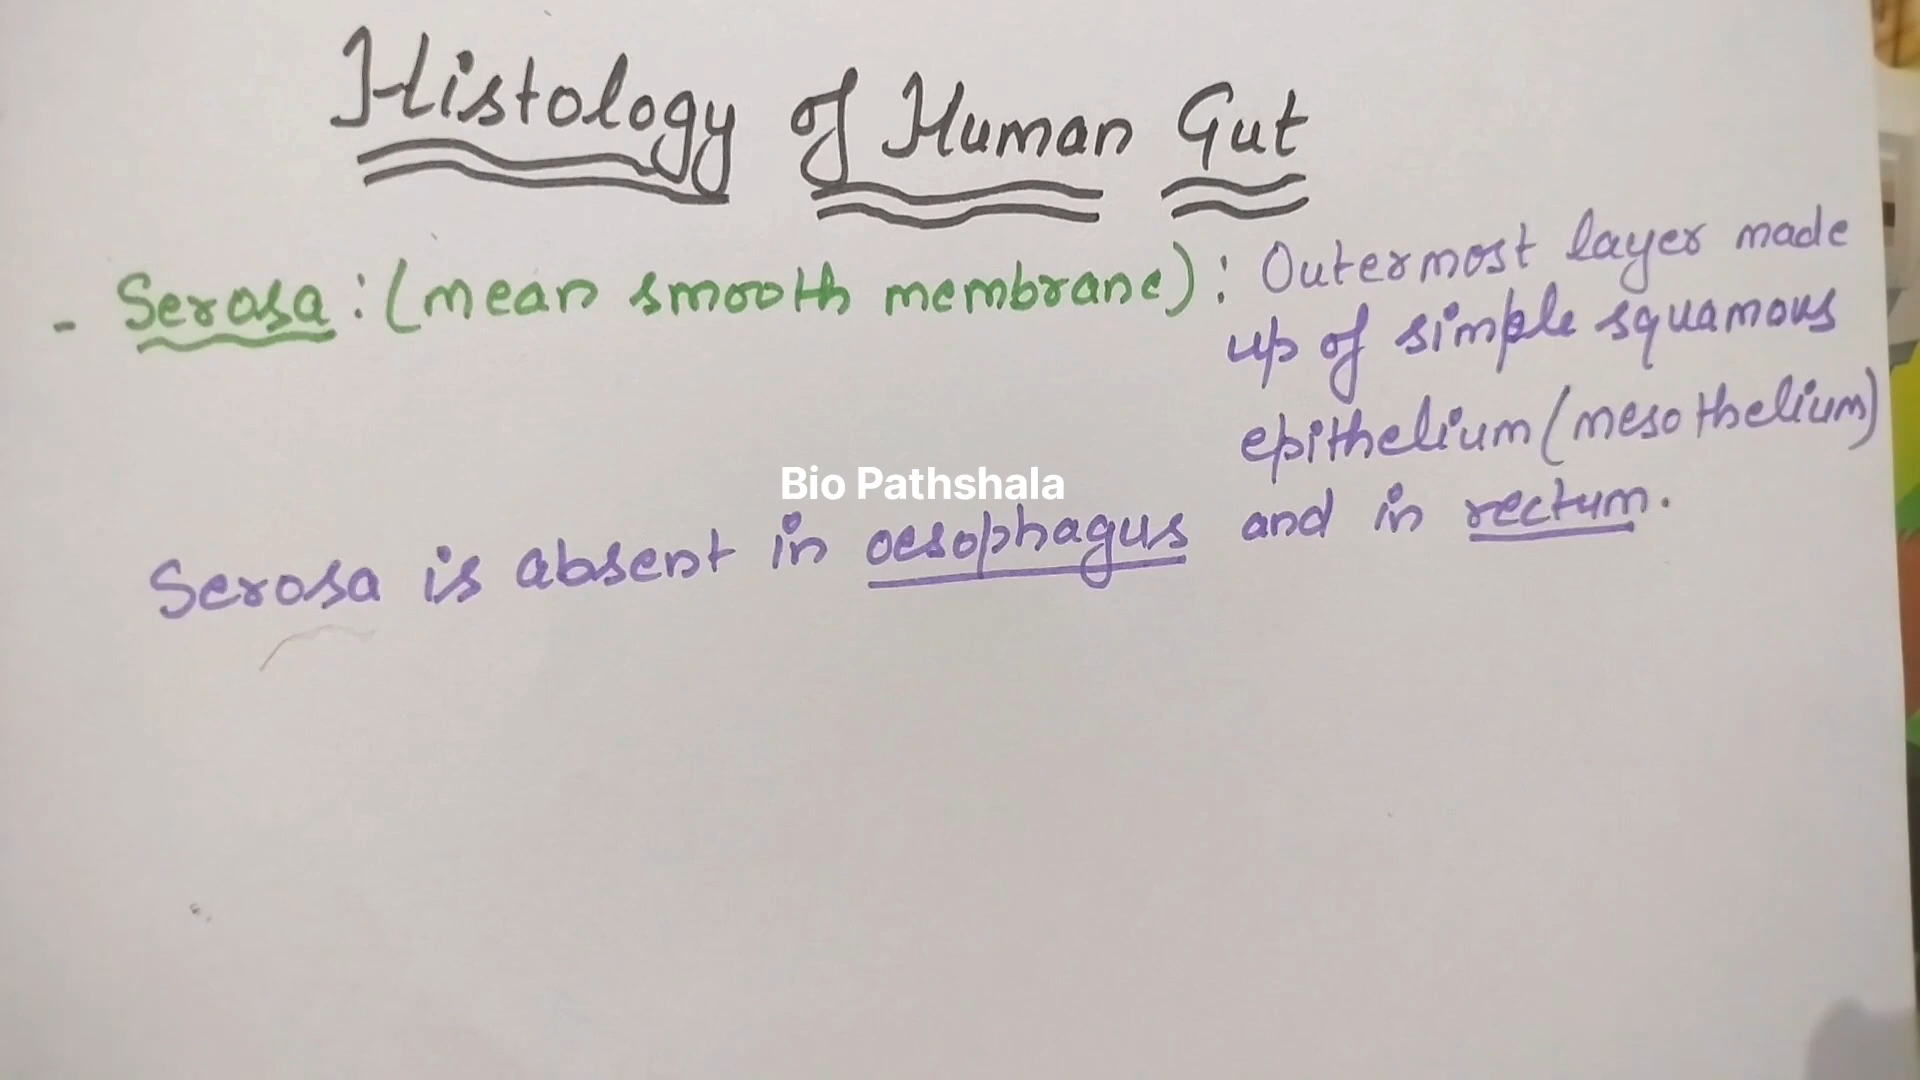 Histology of Human Gut
- Serosa : (mean smooth membrane) : Outermost layer made
up of simple squamous
epithelium (mesothelium)
Bio Pathshala
Serosa is absent in oesophagus and in rectum.